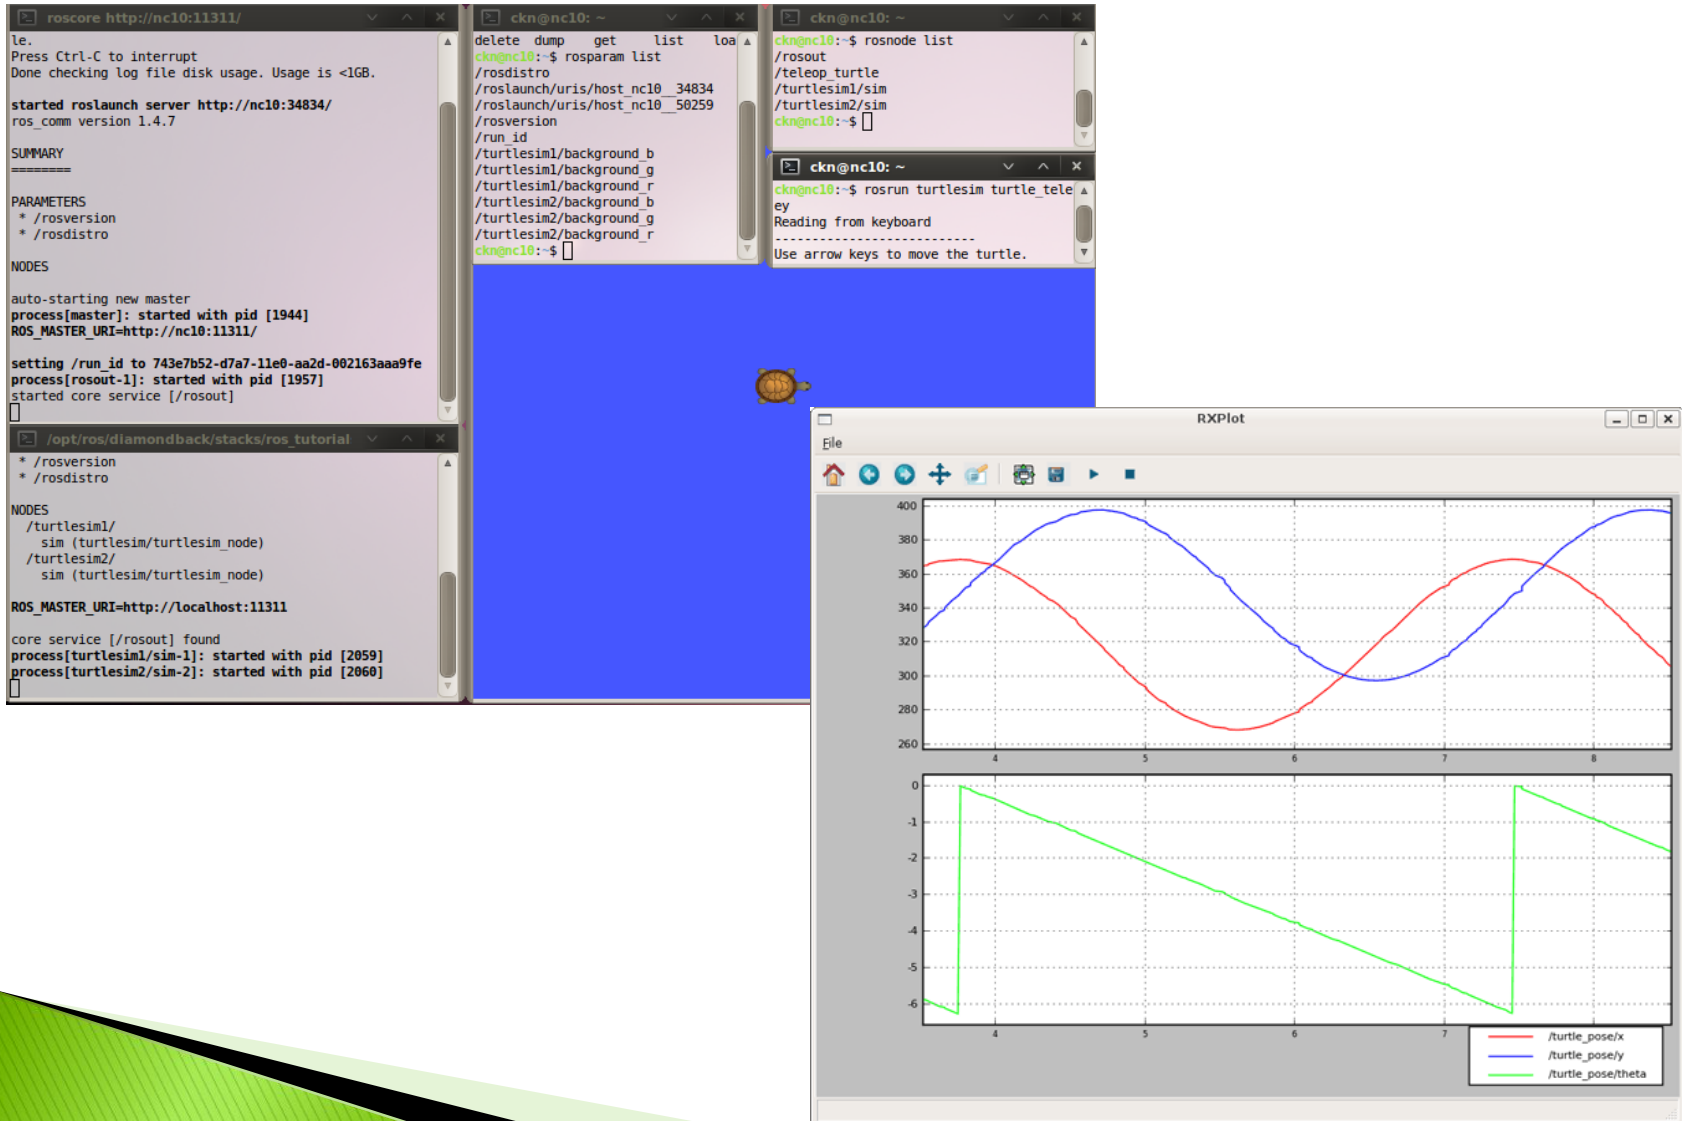 roscore http://nc10:11311/
le.
Press Ctrl-C to interrupt
Done checking log file disk usage. Usage is <1GB.
started roslaunch server http://nc10:34834/
ros_comm version 1.4.7
SUMMARY
========
PARAMETERS
* /rosversion
* /rosdistro
NODES
auto-starting new master
process[master]: started with pid [1944]
ROS_MASTER_URI=http://nc10:11311/
setting /run_id to 743e7b52-d7a7-11e0-aa2d-002163aaa9fe
process[rosout-1]: started with pid [1957]
started core service [/rosout]
/opt/ros/diamondback/stacks/ros_tutorial
* /rosversion
* /rosdistro
NODES
/turtlesim1/
sim (turtlesim/turtlesim_node)
/turtlesim2/
sim (turtlesim/turtlesim_node)
ROS_MASTER_URI=http://localhost:11311
core service [/rosout] found
process[turtlesim1/sim-1]: started with pid [2059]
process[turtlesim2/sim-2]: started with pid [2060]
ckn@nc10: ~
delete dump get list loa
ckn@nc10:~$ rosparam list
/rosdistro
/roslaunch/uris/host_nc10__34834
/roslaunch/uris/host_nc10__50259
/rosversion
/run_id
/turtlesim1/background_b
/turtlesim1/background_g
/turtlesim1/background_r
/turtlesim2/background_b
/turtlesim2/background_g
/turtlesim2/background_r
ckn@nc10:~$
ckn@nc10: ~
ckn@nc10:~$ rosnode list
/rosout
/teleop_turtle
/turtlesim1/sim
/turtlesim2/sim
ckn@nc10:~$
ckn@nc10: ~
ckn@nc10:~$ rosrun turtlesim turtle_tele
ey
Reading from keyboard
---------------------------
Use arrow keys to move the turtle.
RXPlot
File
400
380
360
340
320
300
280
260
4 5 6 7 8
0
-1
-2
-3
-4
-5
-6
4 5 6 7
/turtle_pose/x
/turtle_pose/y
/turtle_pose/theta